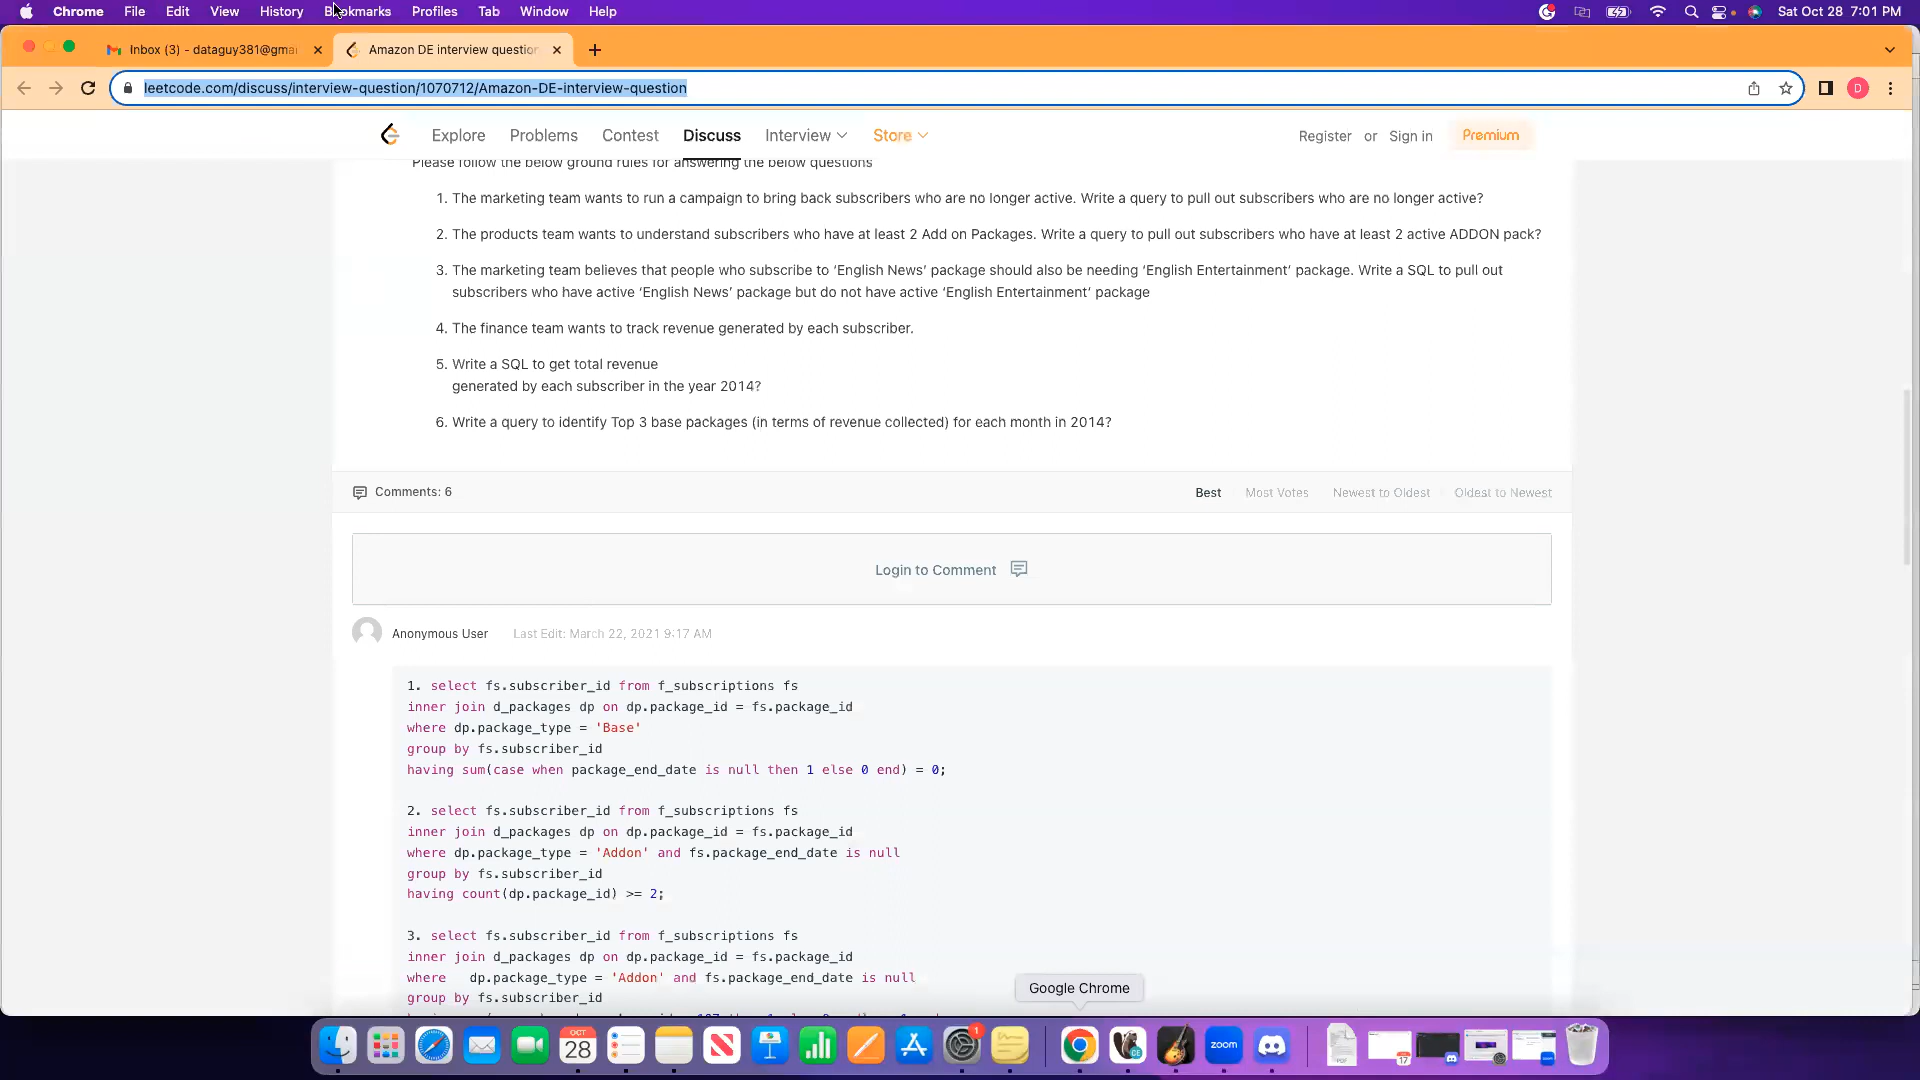 Chrome File Edit View History Bookmarks Profiles Tab Window Help Sat Oct 28 7:01 PM
Inbox (3) - dataguy381@gmai Amazon DE interview question
leetcode.com/discuss/interview-question/1070712/Amazon-DE-interview-question D
Explore Problems Contest Discuss Interview Store Register or Sign in Premium
Please follow the below ground rules for answering the below questions
1. The marketing team wants to run a campaign to bring back subscribers who are no longer active. Write a query to pull out subscribers who are no longer active?
2. The products team wants to understand subscribers who have at least 2 Add on Packages. Write a query to pull out subscribers who have at least 2 active ADDON pack?
3. The marketing team believes that people who subscribe to ‘English News’ package should also be needing ‘English Entertainment’ package. Write a SQL to pull out
subscribers who have active ‘English News’ package but do not have active ‘English Entertainment’ package
4. The finance team wants to track revenue generated by each subscriber.
5. Write a SQL to get total revenue
generated by each subscriber in the year 2014?
6. Write a query to identify Top 3 base packages (in terms of revenue collected) for each month in 2014?
Comments: 6 Best Most Votes Newest to Oldest Oldest to Newest
Login to Comment
Anonymous User Last Edit: March 22, 2021 9:17 AM
1. select fs.subscriber_id from f_subscriptions fs
inner join d_packages dp on dp.package_id = fs.package_id
where dp.package_type = 'Base'
group by fs.subscriber_id
having sum(case when package_end_date is null then 1 else 0 end) = 0;
2. select fs.subscriber_id from f_subscriptions fs
inner join d_packages dp on dp.package_id = fs.package_id
where dp.package_type = 'Addon' and fs.package_end_date is null
group by fs.subscriber_id
having count(dp.package_id) >= 2;
3. select fs.subscriber_id from f_subscriptions fs
inner join d_packages dp on dp.package_id = fs.package_id
where dp.package_type = 'Addon' and fs.package_end_date is null
group by fs.subscriber_id
Google Chrome
OCT
28
1
zoom
17